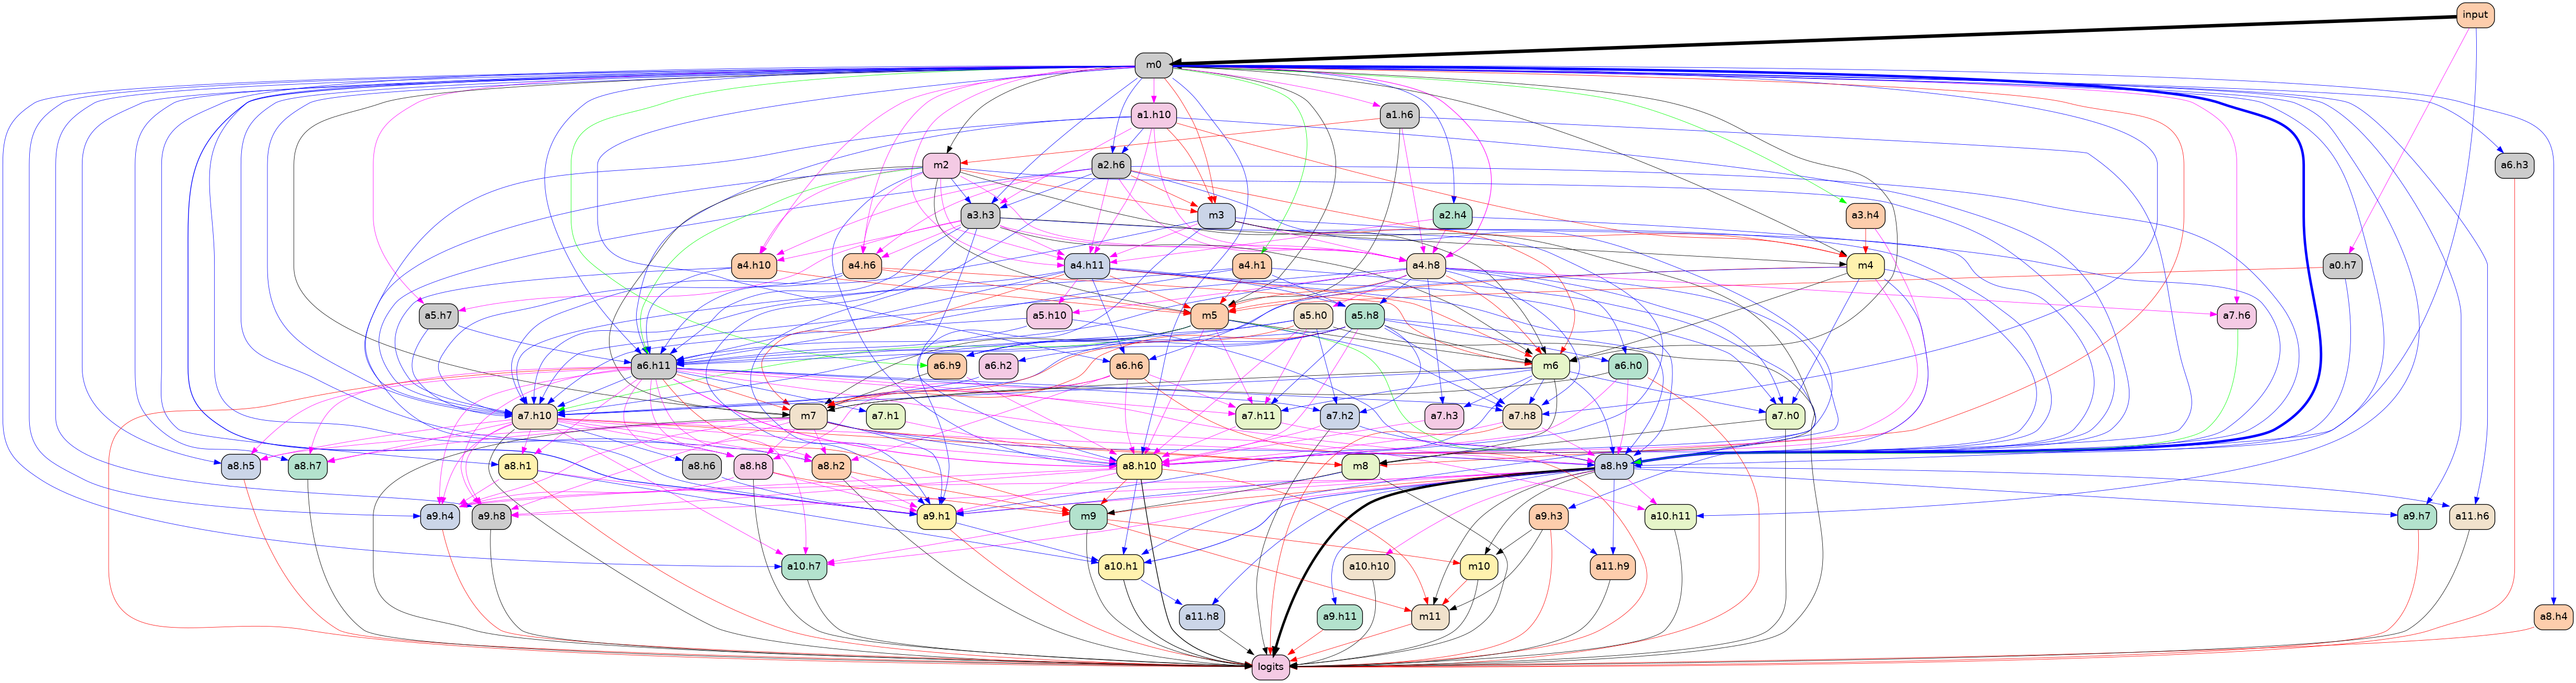 input
m0
a1.h10 a1.h6
m2 a2.h6 a6.h3
a3.h3 m3 a2.h4 a3.h4
a4.h10 a4.h6 a4.h11 a4.h1 a4.h8 m4 a0.h7
a5.h7 a5.h10 m5 a5.h0 a5.h8 a7.h6
a6.h11 a6.h9 a6.h2 a6.h6 m6 a6.h0
a7.h10 m7 a7.h1 a7.h11 a7.h2 a7.h3 a7.h8 a7.h0
a8.h5 a8.h7 a8.h1 a8.h6 a8.h8 a8.h2 a8.h10 m8 a8.h9
a9.h4 a9.h8 a9.h1 m9 a9.h3 a10.h11 a9.h7 a11.h6
a10.h7 a10.h1 a10.h10 m10 a11.h9
a11.h8 a9.h11 m11 a8.h4
logits